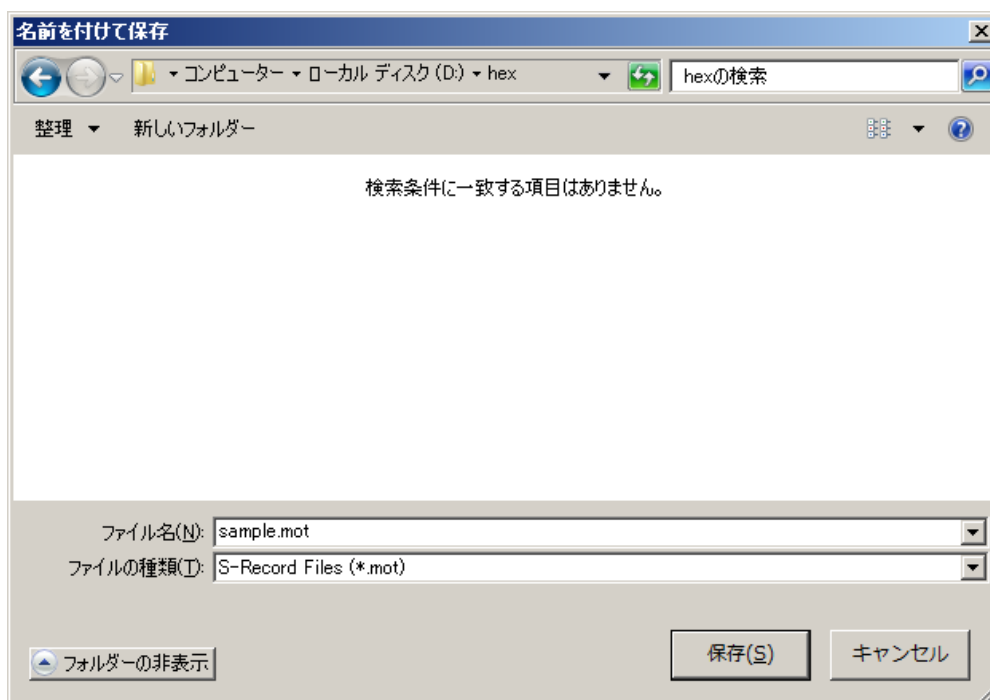 名前を付けて保存
コンピューター ローカル ディスク (D:) hex hexの検索
整理 新しいフォルダー
検索条件に一致する項目はありません。
ファイル名(N): sample.mot
ファイルの種類(T): S-Record Files (*.mot)
フォルダーの非表示 保存(S) キャンセル